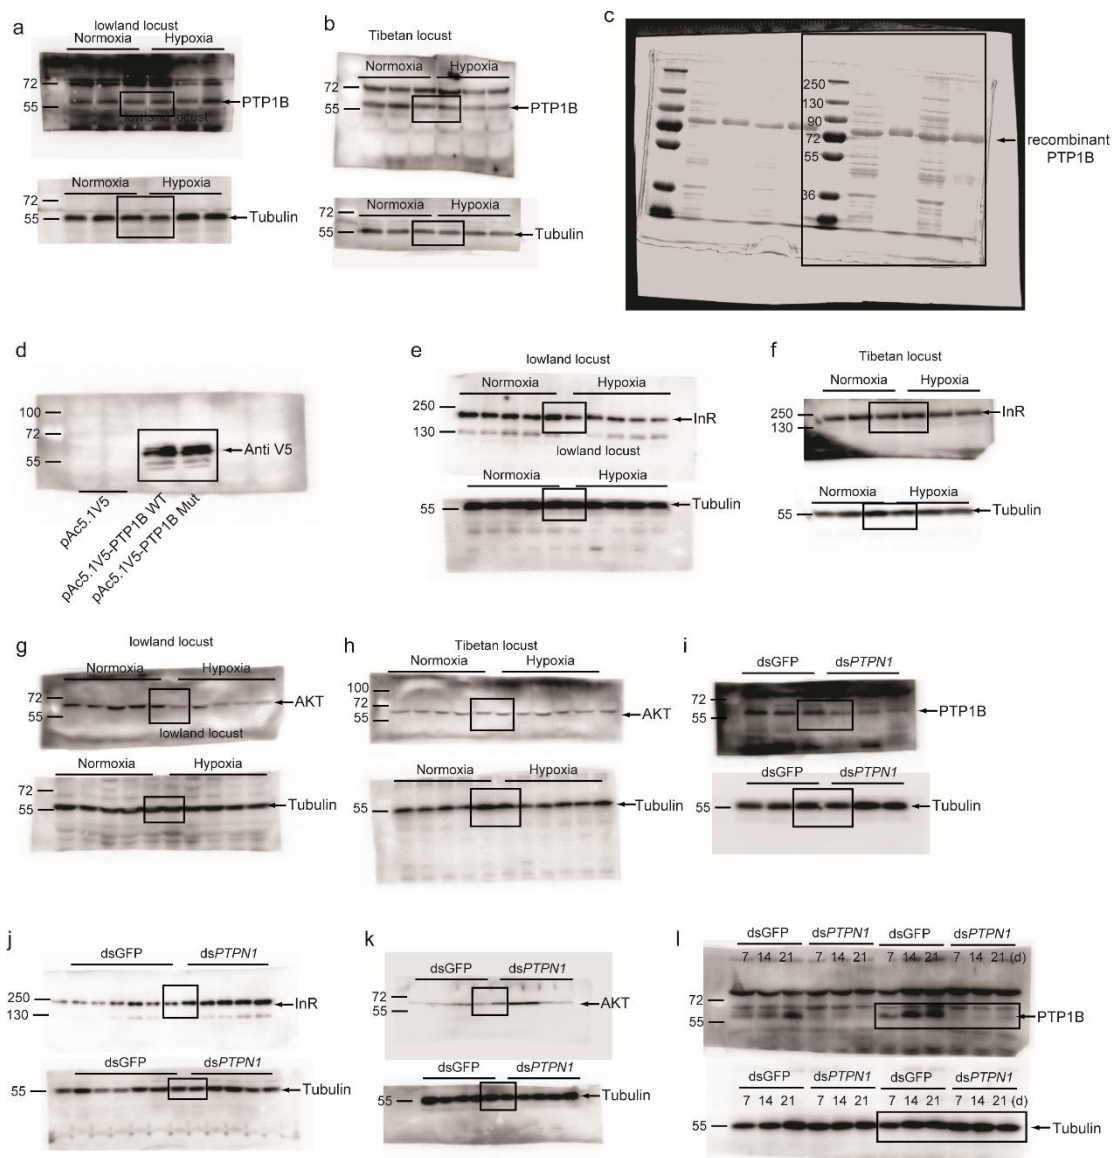 a
lowland locust
Normoxia Hypoxia
72
55
PTP1B
lowland locust
Normoxia Hypoxia
72
55
Tubulin
b
Tibetan locust
Normoxia Hypoxia
72
55
PTP1B
Normoxia Hypoxia
72
55
Tubulin
c
250
130
90
72
55
36
recombinant
PTP1B
d
100
72
55
Anti V5
pAc5.1V5
pAc5.1V5-PTP1B WT
pAc5.1V5-PTP1B Mut
e
lowland locust
Normoxia Hypoxia
250
130
InR
lowland locust
Normoxia Hypoxia
55
Tubulin
f
Tibetan locust
Normoxia Hypoxia
250
130
InR
Normoxia Hypoxia
55
Tubulin
g
lowland locust
Normoxia Hypoxia
72
55
AKT
lowland locust
Normoxia Hypoxia
72
55
Tubulin
h
Tibetan locust
Normoxia Hypoxia
100
72
55
AKT
Normoxia Hypoxia
55
Tubulin
i
dsGFP dsPTPN1
72
55
PTP1B
dsGFP dsPTPN1
55
Tubulin
j
dsGFP dsPTPN1
250
130
InR
dsGFP dsPTPN1
55
Tubulin
k
dsGFP dsPTPN1
72
55
AKT
dsGFP dsPTPN1
55
Tubulin
l
dsGFP dsPTPN1 dsGFP dsPTPN1
7 14 21 7 14 21 7 14 21 7 14 21 (d)
72
55
PTP1B
dsGFP dsPTPN1 dsGFP dsPTPN1
7 14 21 7 14 21 7 14 21 7 14 21 (d)
55
Tubulin